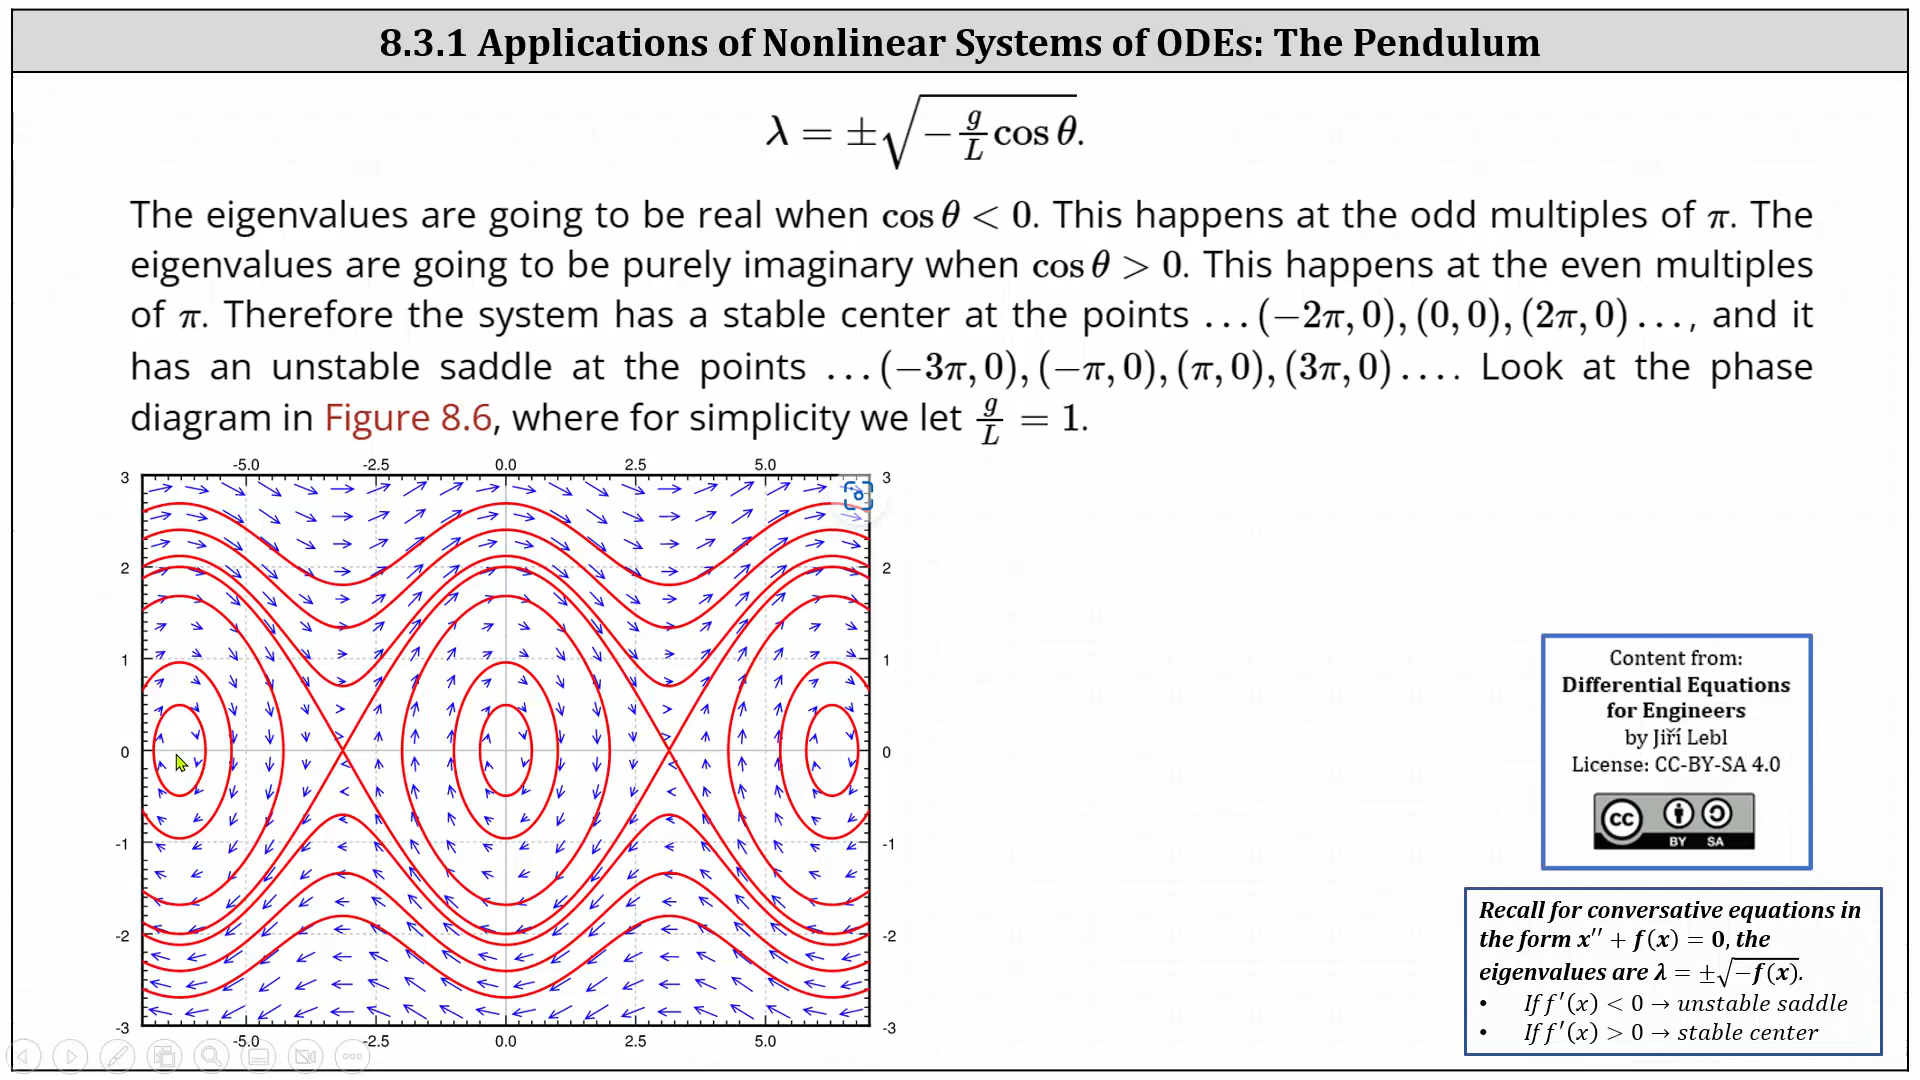 8.3.1 Applications of Nonlinear Systems of ODEs: The Pendulum
λ = ±√(−g/L cos θ).
The eigenvalues are going to be real when cos θ < 0. This happens at the odd multiples of π. The
eigenvalues are going to be purely imaginary when cos θ > 0. This happens at the even multiples
of π. Therefore the system has a stable center at the points …(−2π, 0), (0, 0), (2π, 0)…, and it
has an unstable saddle at the points …(−3π, 0), (−π, 0), (π, 0), (3π, 0)…. Look at the phase
diagram in Figure 8.6, where for simplicity we let g/L = 1.
-5.0 -2.5 0.0 2.5 5.0
3 3
2 2
1 1
0 0
-1 -1
-2 -2
-3 -3
-5.0 -2.5 0.0 2.5 5.0
Content from:
Differential Equations
for Engineers
by Jiří Lebl
License: CC-BY-SA 4.0
cc
BY SA
Recall for conversative equations in
the form x′′ + f(x) = 0, the
eigenvalues are λ = ±√−f(x).
• If f′(x) < 0 → unstable saddle
• If f′(x) > 0 → stable center